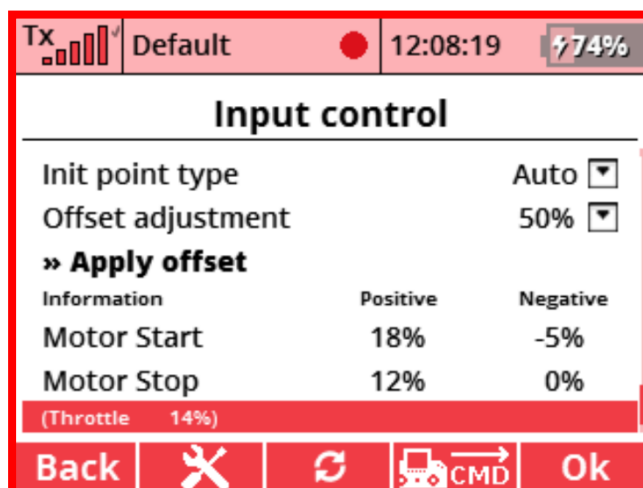 Tx Default 12:08:19 74%
Input control
Init point type Auto
Offset adjustment 50%
» Apply offset
Information Positive Negative
Motor Start 18% -5%
Motor Stop 12% 0%
(Throttle 14%)
Back CMD Ok